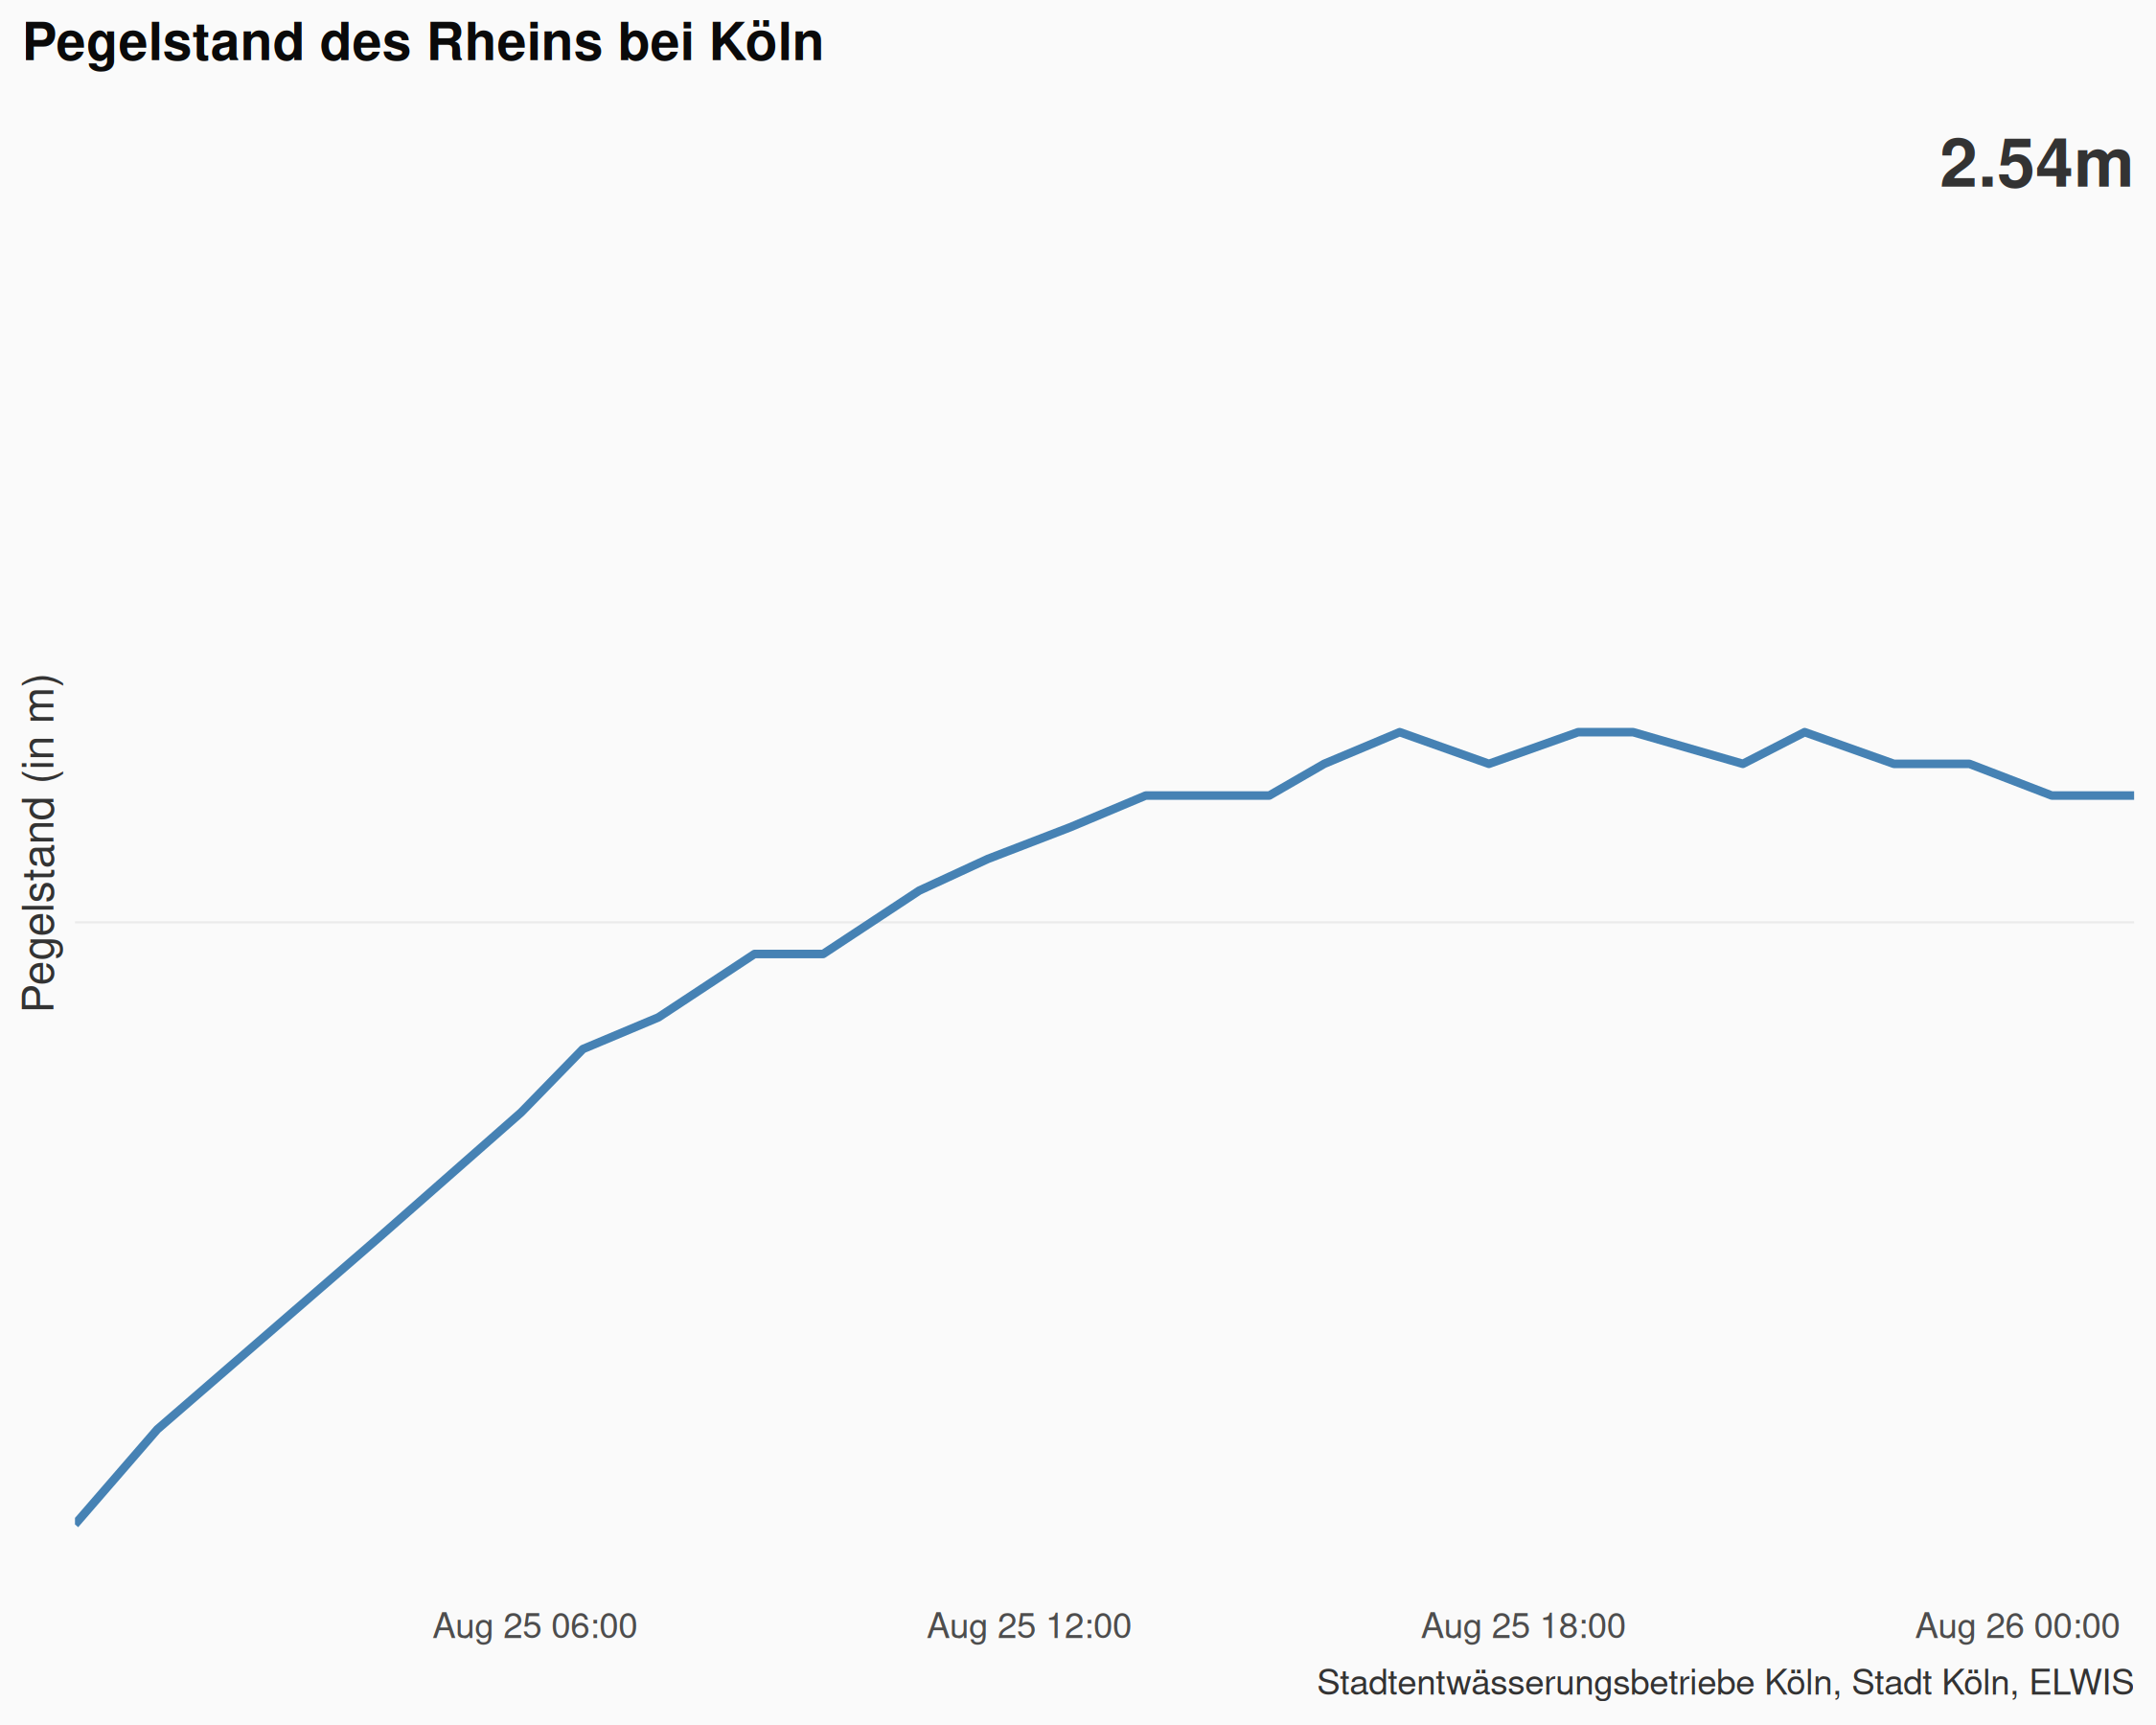 Pegelstand des Rheins bei Köln
2.54m
Pegelstand (in m)
Aug 25 06:00
Aug 25 12:00
Aug 25 18:00
Aug 26 00:00
Stadtentwässerungsbetriebe Köln, Stadt Köln, ELWIS